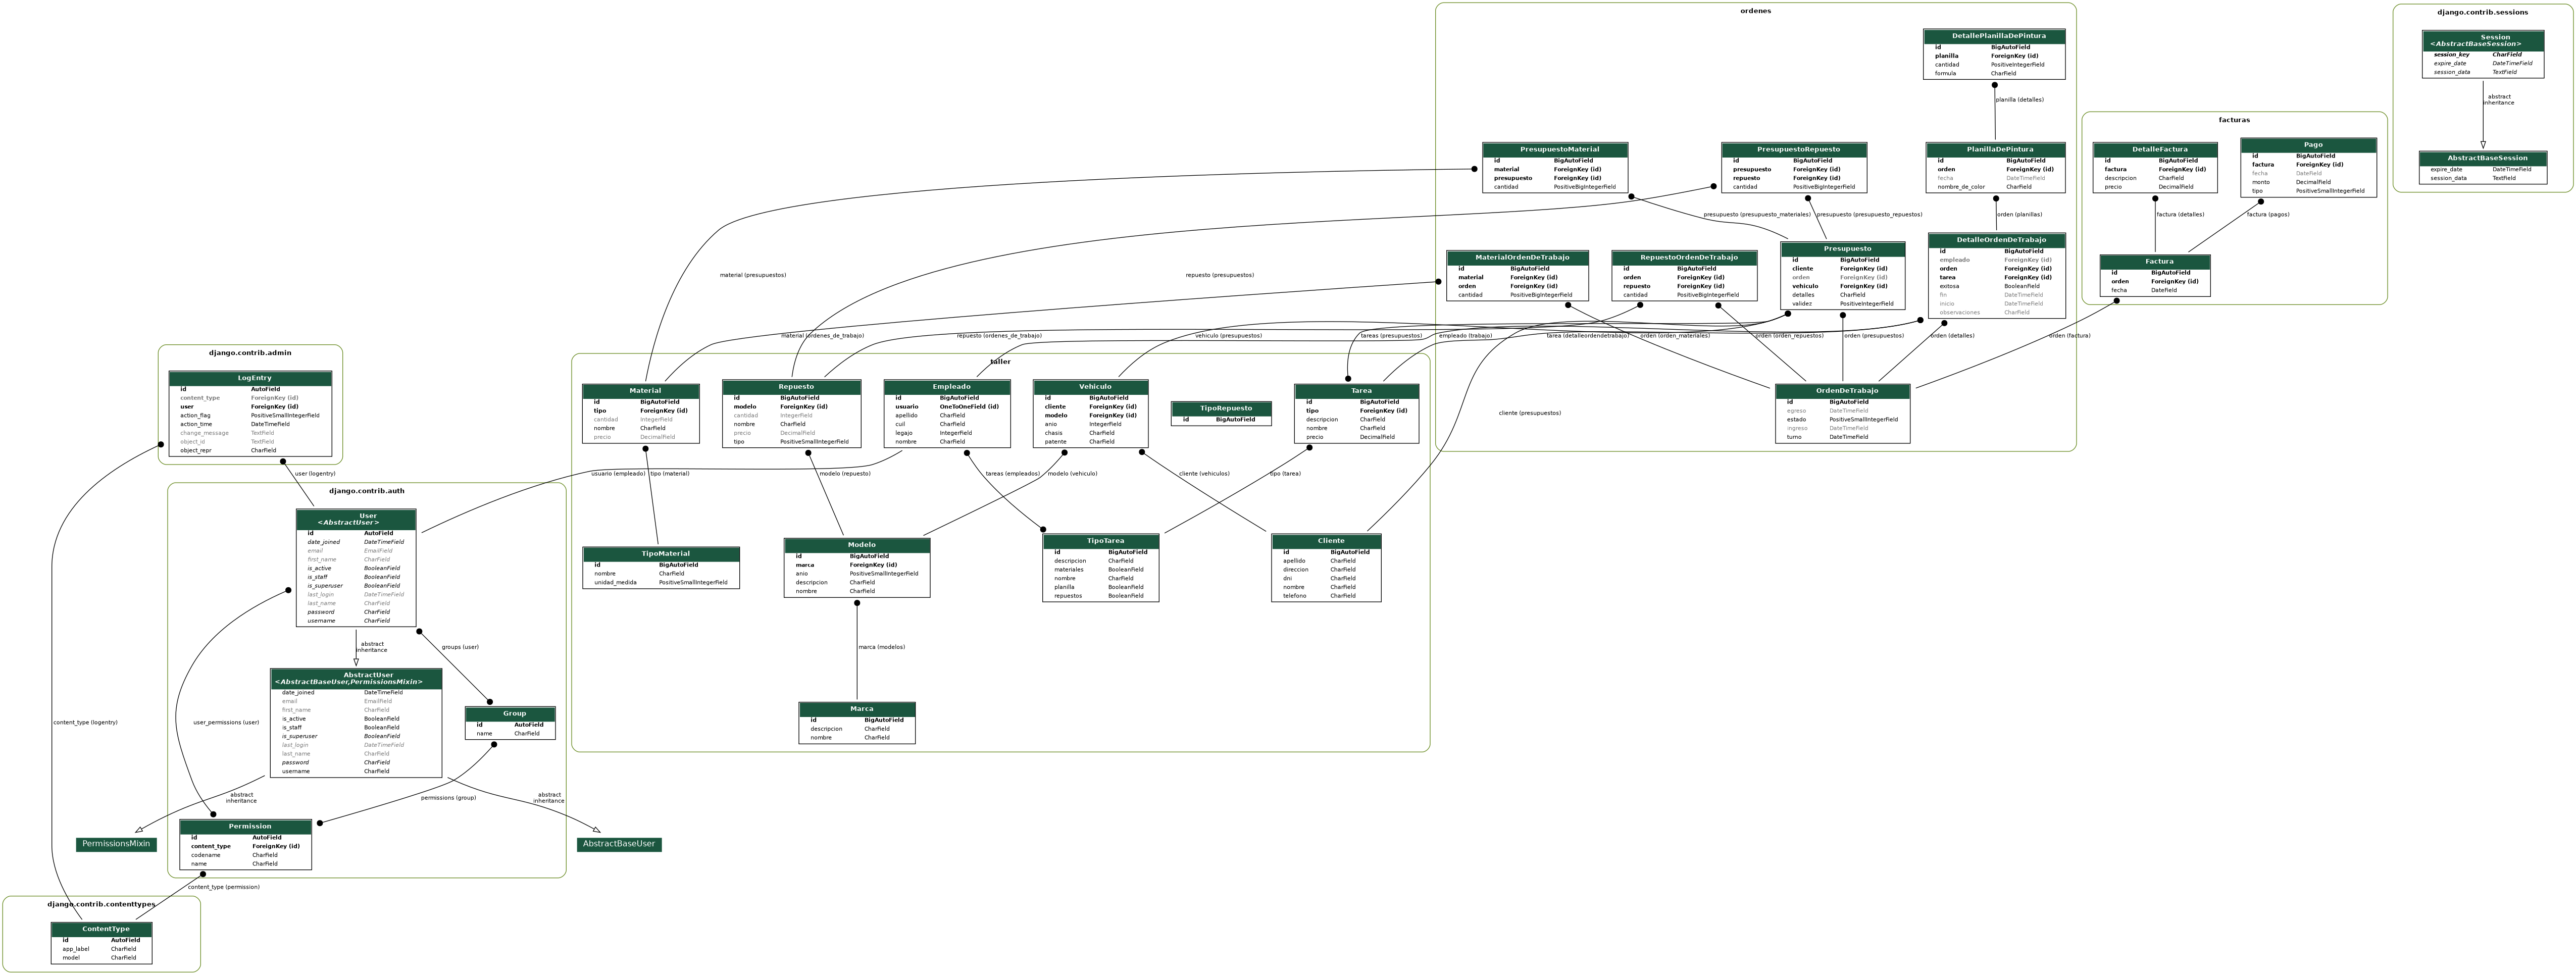 ordenes
DetallePlanillaDePintura
id BigAutoField
planilla ForeignKey (id)
cantidad PositiveIntegerField
formula CharField
planilla (detalles)
PresupuestoMaterial
id BigAutoField
material ForeignKey (id)
presupuesto ForeignKey (id)
cantidad PositiveBigIntegerField
PresupuestoRepuesto
id BigAutoField
presupuesto ForeignKey (id)
repuesto ForeignKey (id)
cantidad PositiveBigIntegerField
PlanillaDePintura
id BigAutoField
orden ForeignKey (id)
fecha DateTimeField
nombre_de_color CharField
presupuesto (presupuesto_materiales)
presupuesto (presupuesto_repuestos)
orden (planillas)
MaterialOrdenDeTrabajo
id BigAutoField
material ForeignKey (id)
orden ForeignKey (id)
cantidad PositiveBigIntegerField
RepuestoOrdenDeTrabajo
id BigAutoField
orden ForeignKey (id)
repuesto ForeignKey (id)
cantidad PositiveBigIntegerField
Presupuesto
id BigAutoField
cliente ForeignKey (id)
orden ForeignKey (id)
vehiculo ForeignKey (id)
detalles CharField
validez PositiveIntegerField
DetalleOrdenDeTrabajo
id BigAutoField
empleado ForeignKey (id)
orden ForeignKey (id)
tarea ForeignKey (id)
exitosa BooleanField
fin DateTimeField
inicio DateTimeField
observaciones CharField
OrdenDeTrabajo
id BigAutoField
egreso DateTimeField
estado PositiveSmallIntegerField
ingreso DateTimeField
turno DateTimeField
django.contrib.sessions
Session
<AbstractBaseSession>
session_key CharField
expire_date DateTimeField
session_data TextField
abstract
inheritance
AbstractBaseSession
expire_date DateTimeField
session_data TextField
facturas
DetalleFactura
id BigAutoField
factura ForeignKey (id)
descripcion CharField
precio DecimalField
Pago
id BigAutoField
factura ForeignKey (id)
fecha DateField
monto DecimalField
tipo PositiveSmallIntegerField
factura (detalles)
factura (pagos)
Factura
id BigAutoField
orden ForeignKey (id)
fecha DateField
material (presupuestos)
repuesto (presupuestos)
material (ordenes_de_trabajo)
repuesto (ordenes_de_trabajo)
vehiculo (presupuestos)
tareas (presupuestos)
empleado (trabajo)
tarea (detalleordendetrabajo)
orden (orden_materiales)
orden (orden_repuestos)
orden (presupuestos)
orden (detalles)
orden (factura)
cliente (presupuestos)
taller
Material
id BigAutoField
tipo ForeignKey (id)
cantidad IntegerField
nombre CharField
precio DecimalField
Repuesto
id BigAutoField
modelo ForeignKey (id)
cantidad IntegerField
nombre CharField
precio DecimalField
tipo PositiveSmallIntegerField
Empleado
id BigAutoField
usuario OneToOneField (id)
apellido CharField
cuil CharField
legajo IntegerField
nombre CharField
Vehiculo
id BigAutoField
cliente ForeignKey (id)
modelo ForeignKey (id)
anio IntegerField
chasis CharField
patente CharField
TipoRepuesto
id BigAutoField
Tarea
id BigAutoField
tipo ForeignKey (id)
descripcion CharField
nombre CharField
precio DecimalField
usuario (empleado)
tipo (material)
modelo (repuesto)
tareas (empleados)
modelo (vehiculo)
cliente (vehiculos)
tipo (tarea)
TipoMaterial
id BigAutoField
nombre CharField
unidad_medida PositiveSmallIntegerField
Modelo
id BigAutoField
marca ForeignKey (id)
anio PositiveSmallIntegerField
descripcion CharField
nombre CharField
TipoTarea
id BigAutoField
descripcion CharField
materiales BooleanField
nombre CharField
planilla BooleanField
repuestos BooleanField
Cliente
id BigAutoField
apellido CharField
direccion CharField
dni CharField
nombre CharField
telefono CharField
marca (modelos)
Marca
id BigAutoField
descripcion CharField
nombre CharField
django.contrib.admin
LogEntry
id AutoField
content_type ForeignKey (id)
user ForeignKey (id)
action_flag PositiveSmallIntegerField
action_time DateTimeField
change_message TextField
object_id TextField
object_repr CharField
user (logentry)
django.contrib.auth
User
<AbstractUser>
id AutoField
date_joined DateTimeField
email EmailField
first_name CharField
is_active BooleanField
is_staff BooleanField
is_superuser BooleanField
last_login DateTimeField
last_name CharField
password CharField
username CharField
abstract
inheritance
groups (user)
AbstractUser
<AbstractBaseUser,PermissionsMixin>
date_joined DateTimeField
email EmailField
first_name CharField
is_active BooleanField
is_staff BooleanField
is_superuser BooleanField
last_login DateTimeField
last_name CharField
password CharField
username CharField
Group
id AutoField
name CharField
content_type (logentry)
user_permissions (user)
abstract
inheritance
permissions (group)
abstract
inheritance
PermissionsMixin
AbstractBaseUser
Permission
id AutoField
content_type ForeignKey (id)
codename CharField
name CharField
content_type (permission)
django.contrib.contenttypes
ContentType
id AutoField
app_label CharField
model CharField